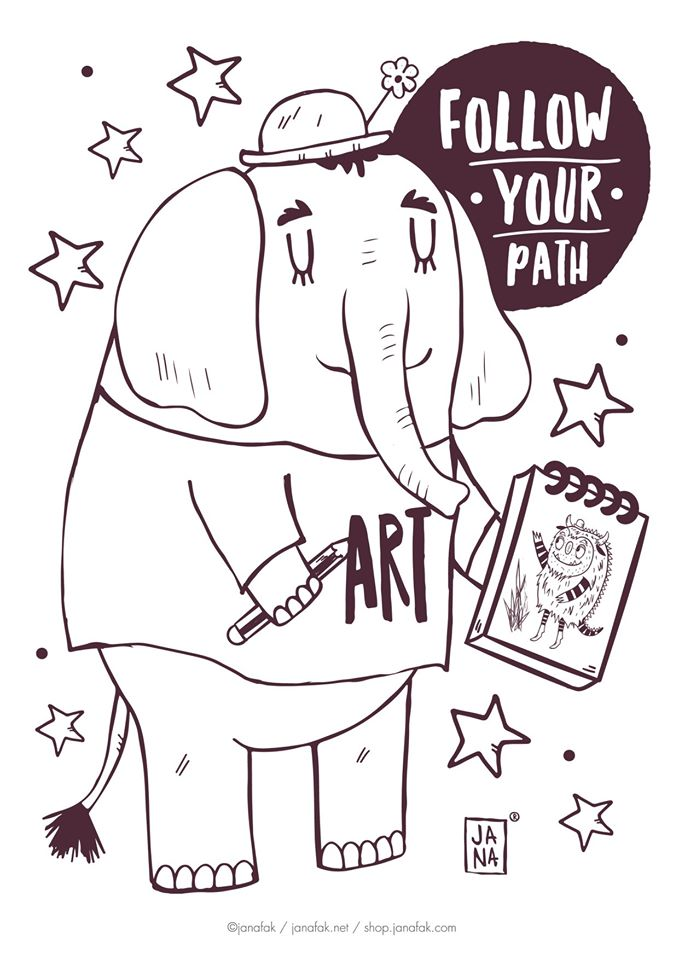 FOLLOW
YOUR
PATH
ART
JA
NA
®
©janafak / janafak.net / shop.janafak.com